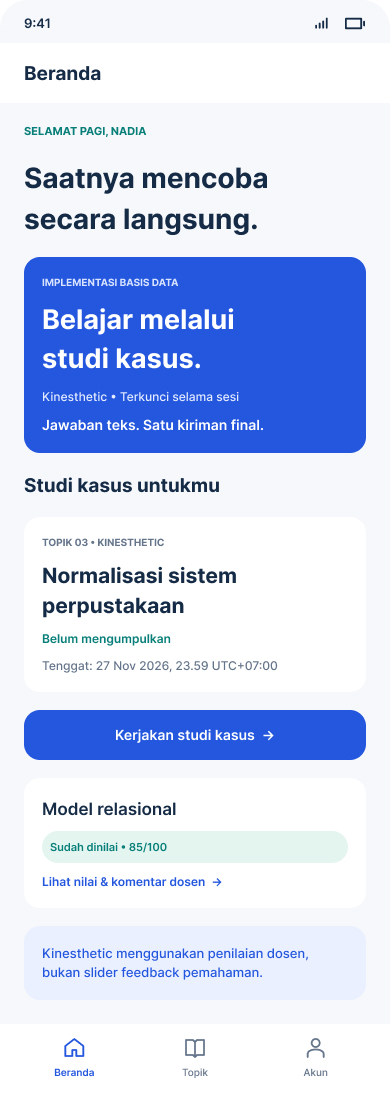 9:41
Beranda
SELAMAT PAGI, NADIA
Saatnya mencoba
secara langsung.
IMPLEMENTASI BASIS DATA
Belajar melalui
studi kasus.
Kinesthetic • Terkunci selama sesi
Jawaban teks. Satu kiriman final.
Studi kasus untukmu
TOPIK 03 • KINESTHETIC
Normalisasi sistem
perpustakaan
Belum mengumpulkan
Tenggat: 27 Nov 2026, 23.59 UTC+07:00
Kerjakan studi kasus →
Model relasional
Sudah dinilai • 85/100
Lihat nilai & komentar dosen →
Kinesthetic menggunakan penilaian dosen,
bukan slider feedback pemahaman.
Beranda Topik Akun